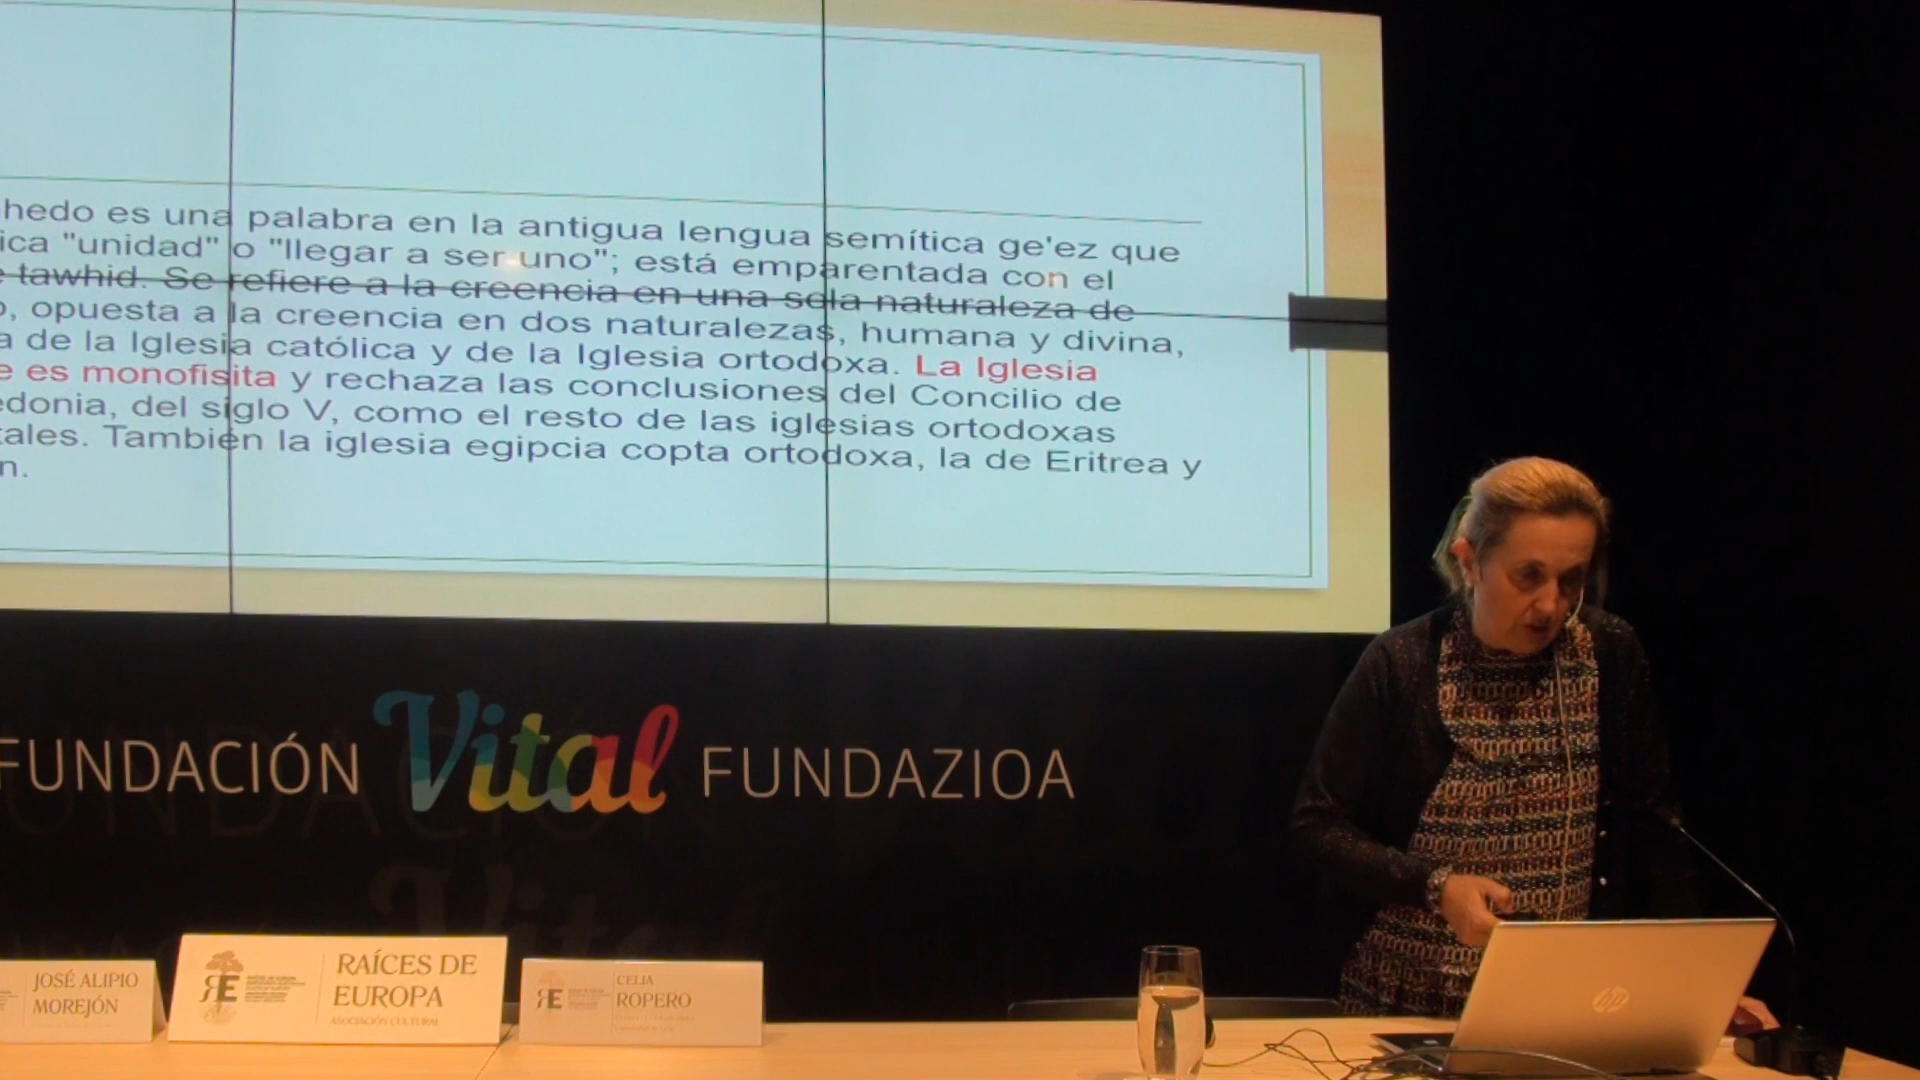 hedo es una palabra en la antigua lengua semítica ge'ez que
ica "unidad" o "llegar a ser uno"; está emparentada con el
e tawhid. Se refiere a la creencia en una sola naturaleza de
o, opuesta a la creencia en dos naturalezas, humana y divina,
a de la Iglesia católica y de la Iglesia ortodoxa. La Iglesia
e es monofisita y rechaza las conclusiones del Concilio de
edonia, del siglo V, como el resto de las iglesias ortodoxas
tales. También la iglesia egipcia copta ortodoxa, la de Eritrea y
n.
FUNDACIÓN Vital FUNDAZIOA
JOSÉ ALIPIO
MOREJÓN
RE
RAÍCES DE
EUROPA
ASOCIACIÓN CULTURAL
RE
CELIA
ROPERO
hp